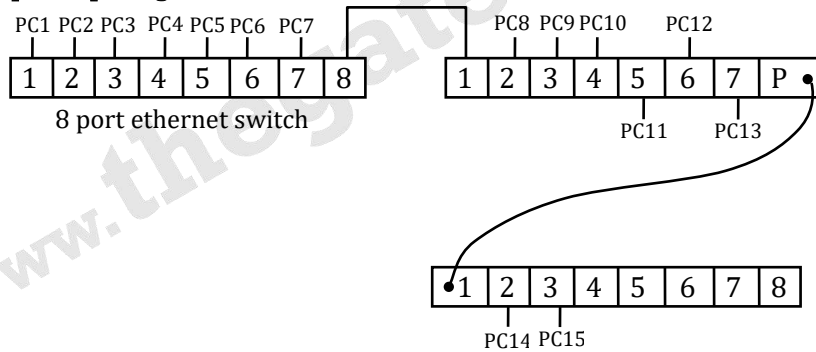 PC1 PC2 PC3 PC4 PC5 PC6 PC7
1 2 3 4 5 6 7 8
8 port ethernet switch
PC8 PC9 PC10 PC12
1 2 3 4 5 6 7 P
PC11 PC13
1 2 3 4 5 6 7 8
PC14 PC15
ww.thegate